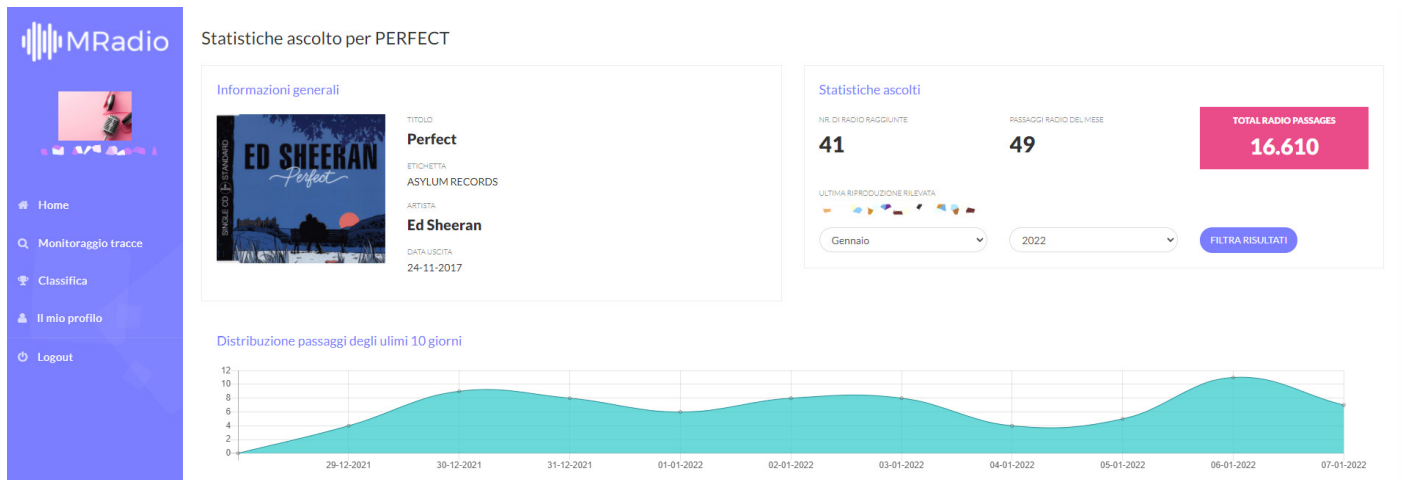 MRadio
Home
Monitoraggio tracce
Classifica
Il mio profilo
Logout
Statistiche ascolto per PERFECT
Informazioni generali
SINGLE CD STANDARD
ED SHEERAN
Perfect
TITOLO
Perfect
ETICHETTA
ASYLUM RECORDS
ARTISTA
Ed Sheeran
DATA USCITA
24-11-2017
Statistiche ascolti
NR. DI RADIO RAGGIUNTE
41
PASSAGGI RADIO DEL MESE
49
TOTAL RADIO PASSAGES
16.610
ULTIMA RIPRODUZIONE RILEVATA
Gennaio
2022
FILTRA RISULTATI
Distribuzione passaggi degli ulimi 10 giorni
12
10
8
6
4
2
0
29-12-2021 30-12-2021 31-12-2021 01-01-2022 02-01-2022 03-01-2022 04-01-2022 05-01-2022 06-01-2022 07-01-2022